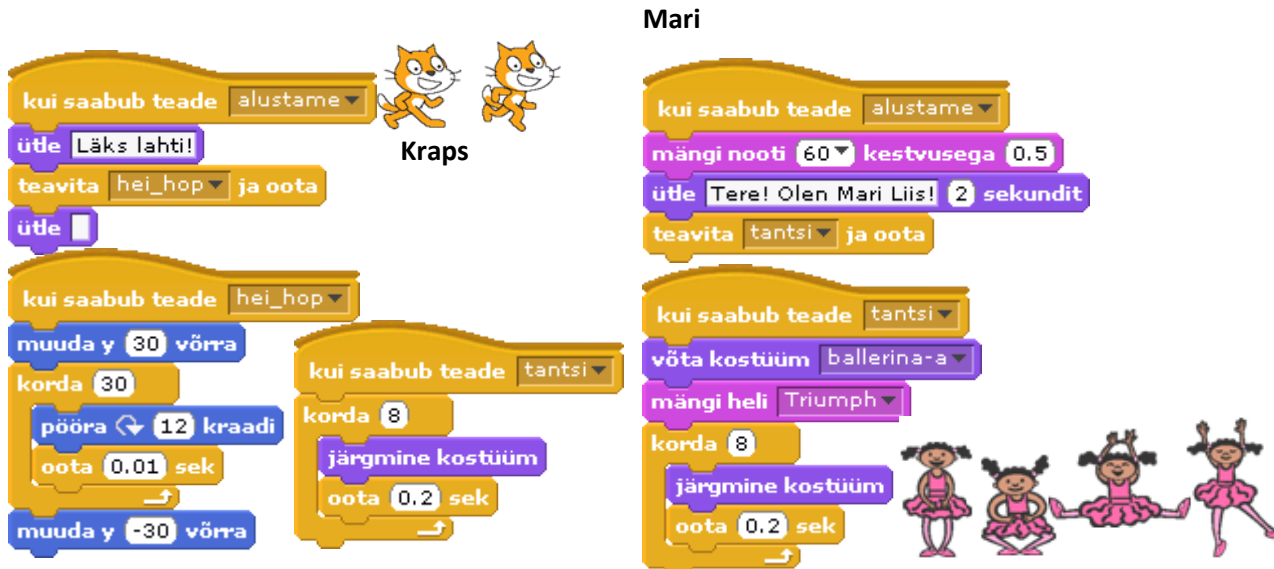 kui saabub teade alustame
ütle Läks lahti!
teavita hei_hop ja oota
ütle
Kraps
kui saabub teade hei_hop
muuda y 30 võrra
korda 30
pööra 12 kraadi
oota 0.01 sek
muuda y -30 võrra
kui saabub teade tantsi
korda 8
järgmine kostüüm
oota 0.2 sek
Mari
kui saabub teade alustame
mängi nooti 60 kestvusega 0.5
ütle Tere! Olen Mari Liis! 2 sekundit
teavita tantsi ja oota
kui saabub teade tantsi
võta kostüüm ballerina-a
mängi heli Triumph
korda 8
järgmine kostüüm
oota 0.2 sek